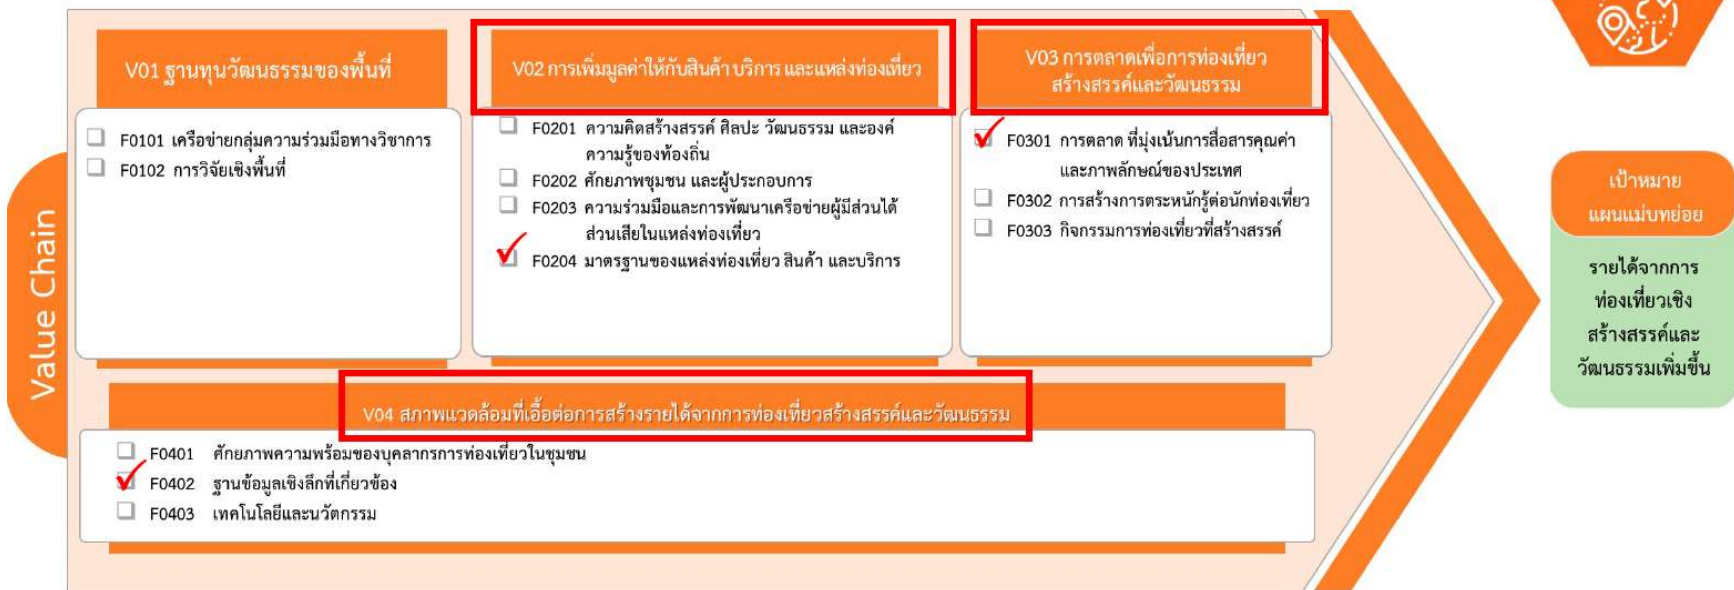 Value Chain
V01 ฐานทุนวัฒนธรรมของพื้นที่
F0101 เครือข่ายกลุ่มความร่วมมือทางวิชาการ
F0102 การวิจัยเชิงพื้นที่
V02 การเพิ่มมูลค่าให้กับสินค้า บริการ และแหล่งท่องเที่ยว
F0201 ความคิดสร้างสรรค์ ศิลปะ วัฒนธรรม และองค์
ความรู้ของท้องถิ่น
F0202 ศักยภาพชุมชน และผู้ประกอบการ
F0203 ความร่วมมือและการพัฒนาเครือข่ายผู้มีส่วนได้
ส่วนเสียในแหล่งท่องเที่ยว
F0204 มาตรฐานของแหล่งท่องเที่ยว สินค้า และบริการ
V03 การตลาดเพื่อการท่องเที่ยว
สร้างสรรค์และวัฒนธรรม
F0301 การตลาด ที่มุ่งเน้นการสื่อสารคุณค่า
และภาพลักษณ์ของประเทศ
F0302 การสร้างการตระหนักรู้ต่อนักท่องเที่ยว
F0303 กิจกรรมการท่องเที่ยวที่สร้างสรรค์
V04 สภาพแวดล้อมที่เอื้อต่อการสร้างรายได้จากการท่องเที่ยวสร้างสรรค์และวัฒนธรรม
F0401 ศักยภาพความพร้อมของบุคลากรการท่องเที่ยวในชุมชน
F0402 ฐานข้อมูลเชิงลึกที่เกี่ยวข้อง
F0403 เทคโนโลยีและนวัตกรรม
เป้าหมาย
แผนแม่บทย่อย
รายได้จากการ
ท่องเที่ยวเชิง
สร้างสรรค์และ
วัฒนธรรมเพิ่มขึ้น